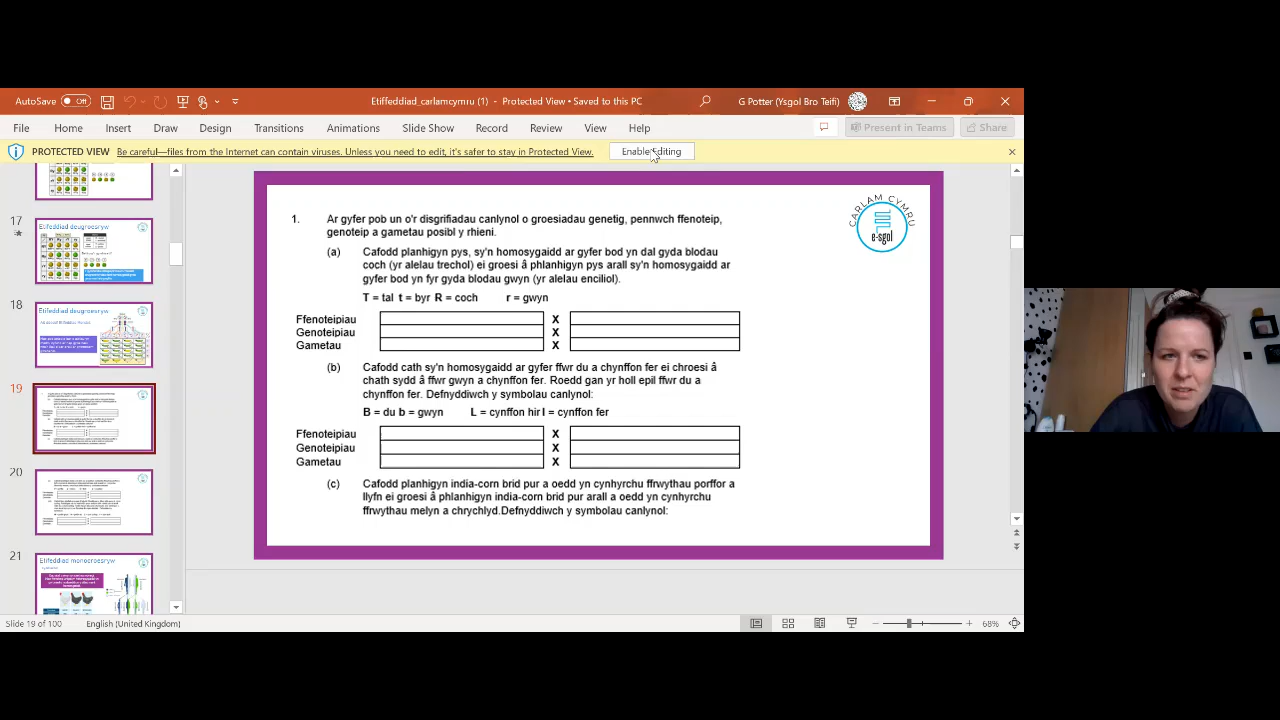 AutoSave Off
Etiffeddiad_carlamcymru (1) - Protected View • Saved to this PC
G Potter (Ysgol Bro Teifi)
File Home Insert Draw Design Transitions Animations Slide Show Record Review View Help
Present in Teams Share
PROTECTED VIEW Be careful—files from the Internet can contain viruses. Unless you need to edit, it's safer to stay in Protected View. Enable Editing
17
Etifeddiad deugroesryw
18
Etifeddiad deugroesryw
19
20
21
Etifeddiad monocroesryw
1. Ar gyfer pob un o'r disgrifiadau canlynol o groesiadau genetig, pennwch ffenoteip,
genoteip a gametau posibl y rhieni.
(a) Cafodd planhigyn pys, sy'n homosygaidd ar gyfer bod yn dal gyda blodau
coch (yr alelau trechol) ei groesi â phlanhigyn pys arall sy'n homosygaidd ar
gyfer bod yn fyr gyda blodau gwyn (yr alelau enciliol).
T = tal t = byr R = coch r = gwyn
Ffenoteipiau X
Genoteipiau X
Gametau X
(b) Cafodd cath sy'n homosygaidd ar gyfer ffwr du a chynffon fer ei chroesi â
chath sydd â ffwr gwyn a chynffon fer. Roedd gan yr holl epil ffwr du a
chynffon fer. Defnyddiwch y symbolau canlynol:
B = du b = gwyn L = cynffon hir l = cynffon fer
Ffenoteipiau X
Genoteipiau X
Gametau X
(c) Cafodd planhigyn india-corn brid pur a oedd yn cynhyrchu ffrwythau porffor a
llyfn ei groesi â phlanhigyn india-corn brid pur arall a oedd yn cynhyrchu
ffrwythau melyn a chrychlyd.Defnyddiwch y symbolau canlynol:
CARLAM CYMRU
e-sgol
Slide 19 of 100 English (United Kingdom) 68%